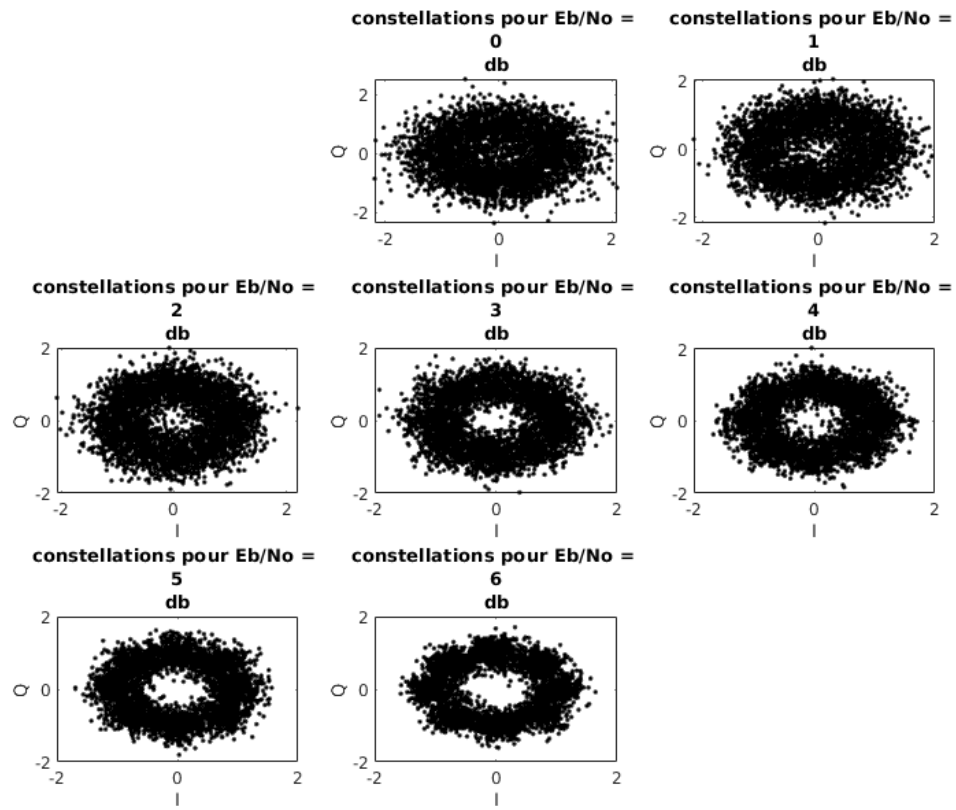 constellations pour Eb/No =
0
db
2
0
-2
Q
-2 0 2
I
constellations pour Eb/No =
1
db
2
0
-2
Q
-2 0 2
I
constellations pour Eb/No =
2
db
2
0
-2
Q
-2 0 2
I
constellations pour Eb/No =
3
db
2
0
-2
Q
-2 0 2
I
constellations pour Eb/No =
4
db
2
0
-2
Q
-2 0 2
I
constellations pour Eb/No =
5
db
2
0
-2
Q
-2 0 2
I
constellations pour Eb/No =
6
db
2
0
-2
Q
-2 0 2
I